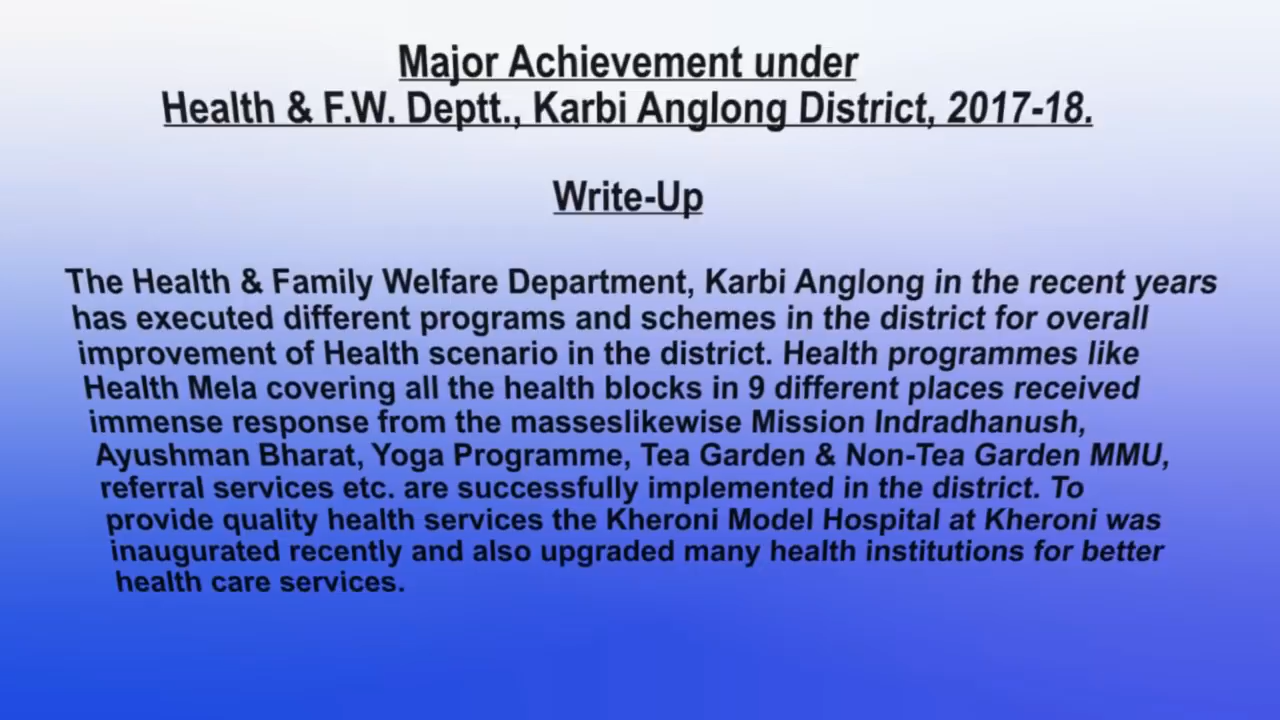 Major Achievement under
Health & F.W. Deptt., Karbi Anglong District, 2017-18.
Write-Up
The Health & Family Welfare Department, Karbi Anglong in the recent years
has executed different programs and schemes in the district for overall
improvement of Health scenario in the district. Health programmes like
Health Mela covering all the health blocks in 9 different places received
immense response from the masseslikewise Mission Indradhanush,
Ayushman Bharat, Yoga Programme, Tea Garden & Non-Tea Garden MMU,
referral services etc. are successfully implemented in the district. To
provide quality health services the Kheroni Model Hospital at Kheroni was
inaugurated recently and also upgraded many health institutions for better
health care services.